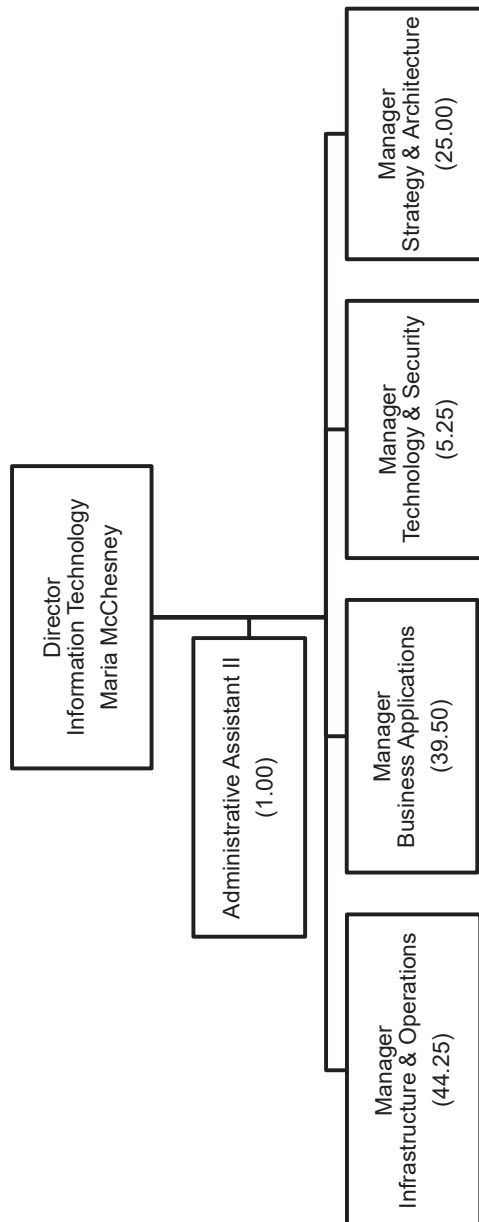 Director
Information Technology
Maria McChesney
Administrative Assistant II
(1.00)
Manager
Infrastructure & Operations
(44.25)
Manager
Business Applications
(39.50)
Manager
Technology & Security
(5.25)
Manager
Strategy & Architecture
(25.00)